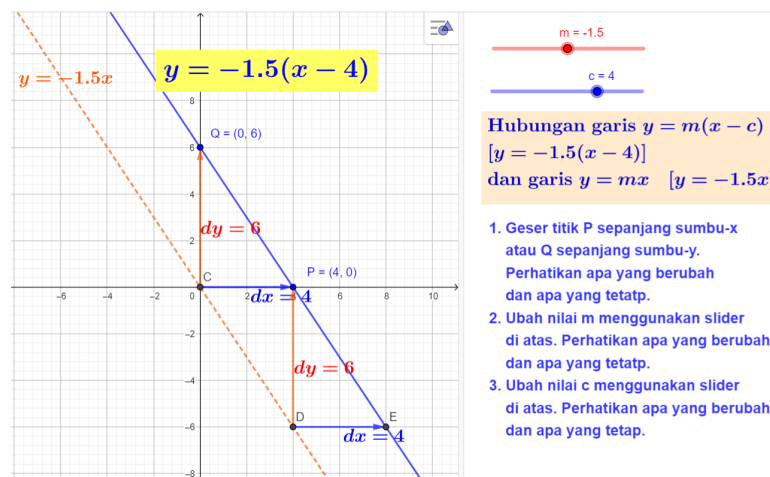 y = −1.5(x − 4)
y = −1.5x
8
Q = (0, 6)
6
4
dy = 6
2
C
P = (4, 0)
−6
−4
−2
0
2
dx = 4
6
8
10
−2
dy = 6
−4
D
E
−6
dx = 4
−8
m = -1.5
c = 4
Hubungan garis y = m(x − c)
[y = −1.5(x − 4)]
dan garis y = mx [y = −1.5x
1. Geser titik P sepanjang sumbu-x
atau Q sepanjang sumbu-y.
Perhatikan apa yang berubah
dan apa yang tetatp.
2. Ubah nilai m menggunakan slider
di atas. Perhatikan apa yang berubah
dan apa yang tetatp.
3. Ubah nilai c menggunakan slider
di atas. Perhatikan apa yang berubah
dan apa yang tetap.